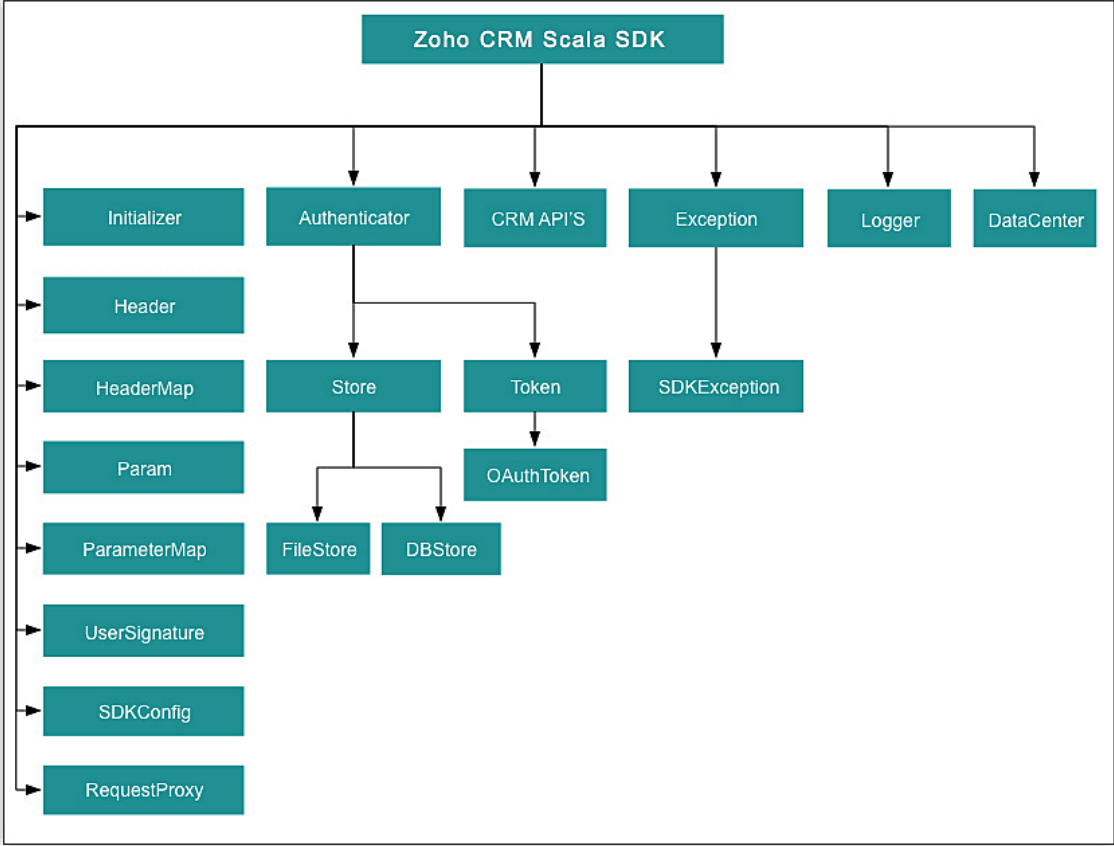 Zoho CRM Scala SDK
Initializer
Authenticator
CRM API'S
Exception
Logger
DataCenter
Header
HeaderMap
Store
Token
SDKException
Param
OAuthToken
ParameterMap
FileStore
DBStore
UserSignature
SDKConfig
RequestProxy